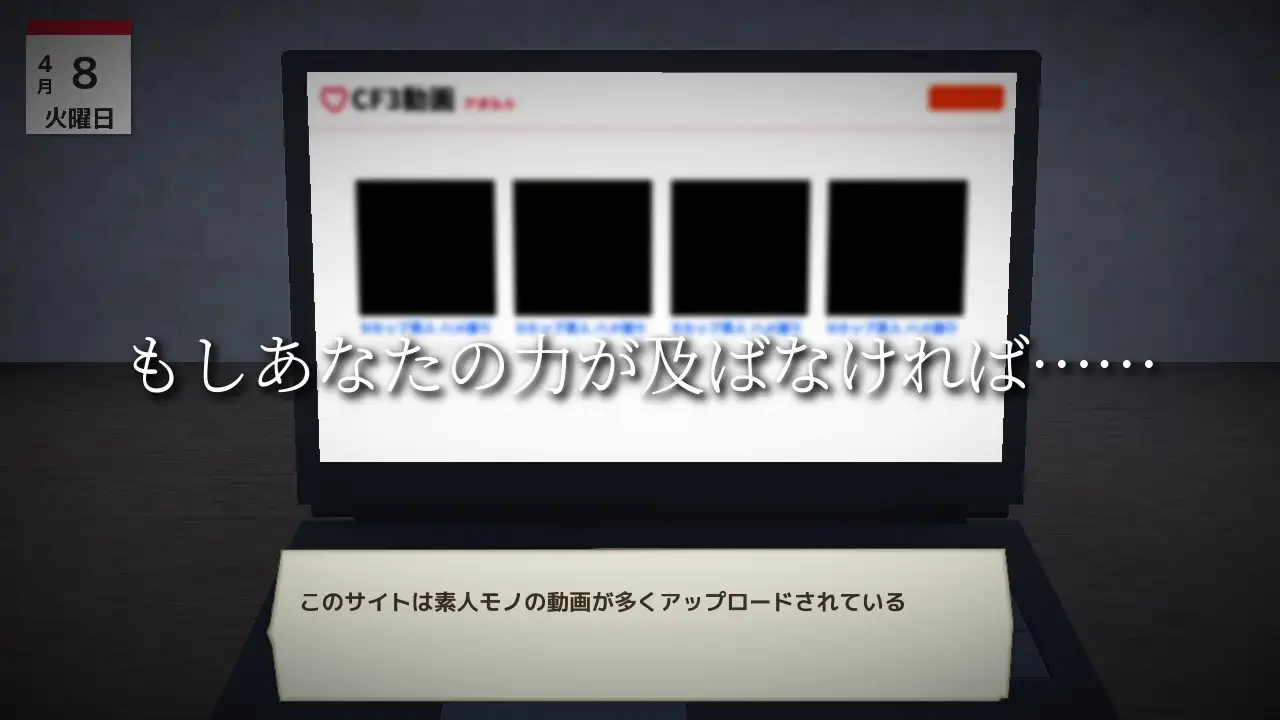 4
月
8
火曜日
CF3動画 アダルト
もしあなたの力が及ばなければ……
このサイトは素人モノの動画が多くアップロードされている